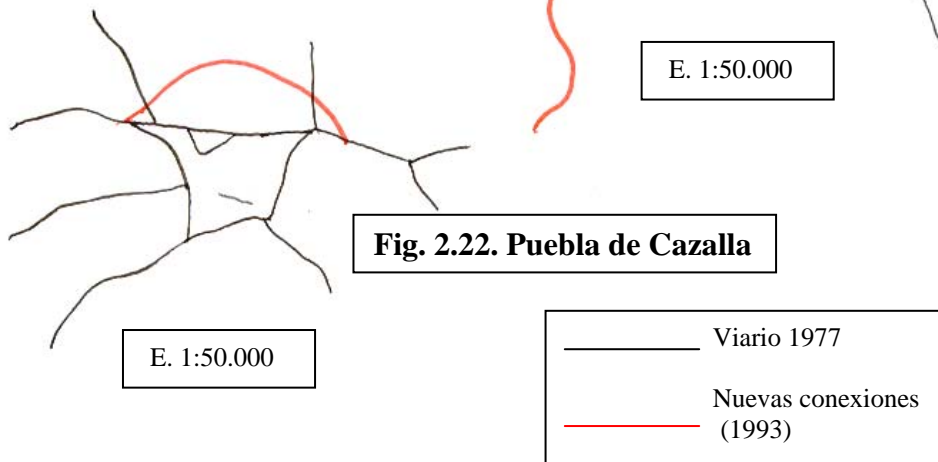 E. 1:50.000
Fig. 2.22. Puebla de Cazalla
E. 1:50.000
Viario 1977
Nuevas conexiones
(1993)